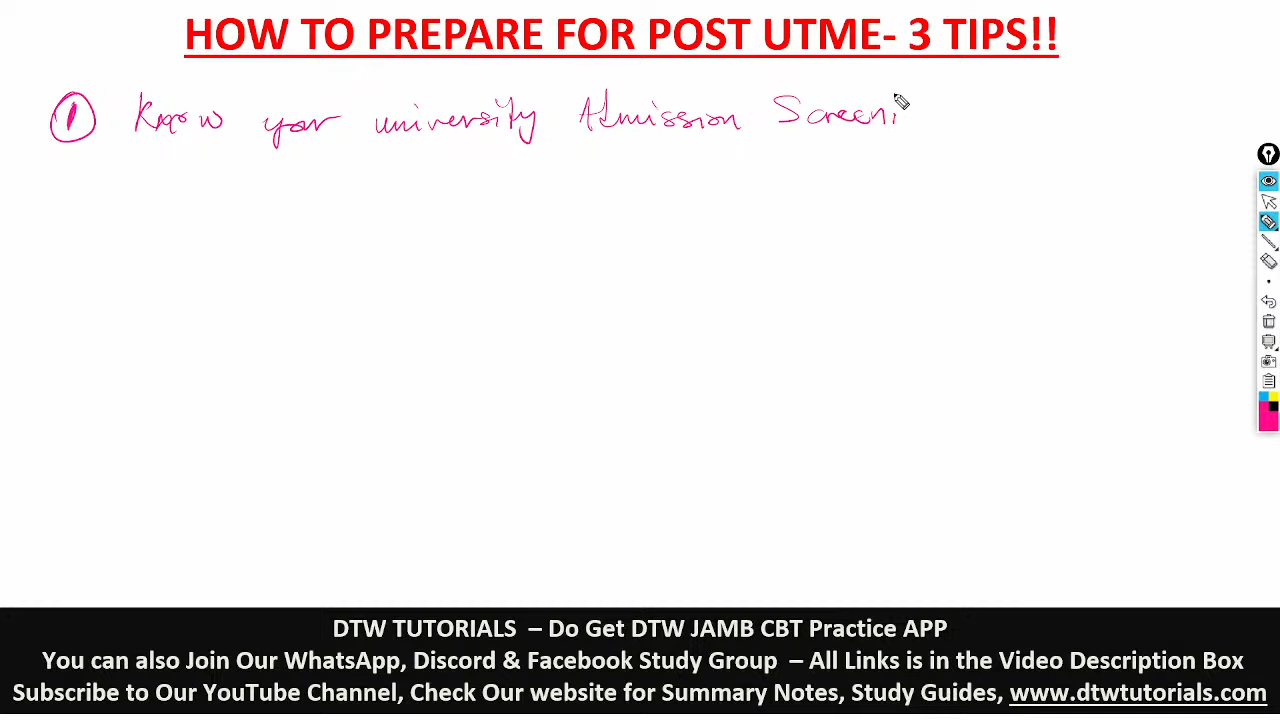 HOW TO PREPARE FOR POST UTME- 3 TIPS!!
1 Know your university Admission Screeni
DTW TUTORIALS – Do Get DTW JAMB CBT Practice APP
You can also Join Our WhatsApp, Discord & Facebook Study Group – All Links is in the Video Description Box
Subscribe to Our YouTube Channel, Check Our website for Summary Notes, Study Guides, www.dtwtutorials.com